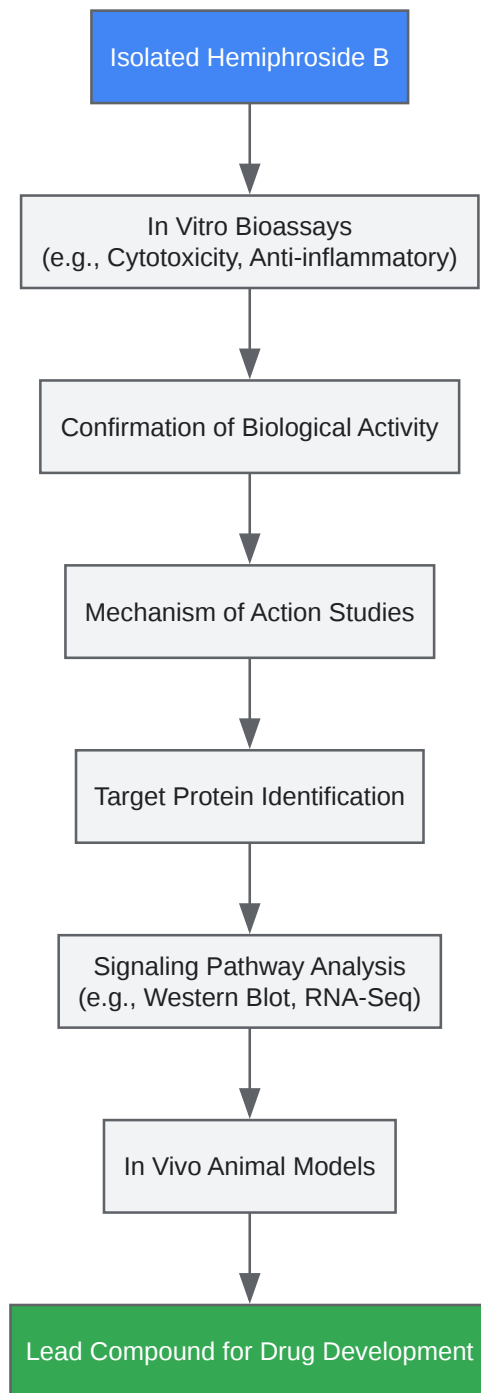 Isolated Hemiphroside B
In Vitro Bioassays
(e.g., Cytotoxicity, Anti-inflammatory)
Confirmation of Biological Activity
Mechanism of Action Studies
Target Protein Identification
Signaling Pathway Analysis
(e.g., Western Blot, RNA-Seq)
In Vivo Animal Models
Lead Compound for Drug Development